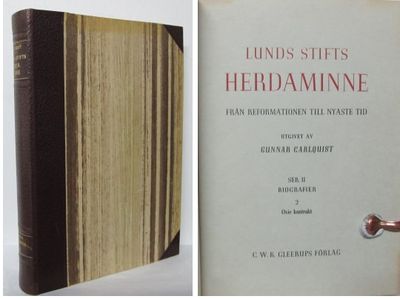 LUNDS STIFTS
HERDAMINNE
FRÅN REFORMATIONEN TILL NYASTE TID
UTGIVET AV
GUNNAR CARLQUIST
SER. II
BIOGRAFIER
2
Oxie kontrakt
C. W. K. GLEERUPS FÖRLAG